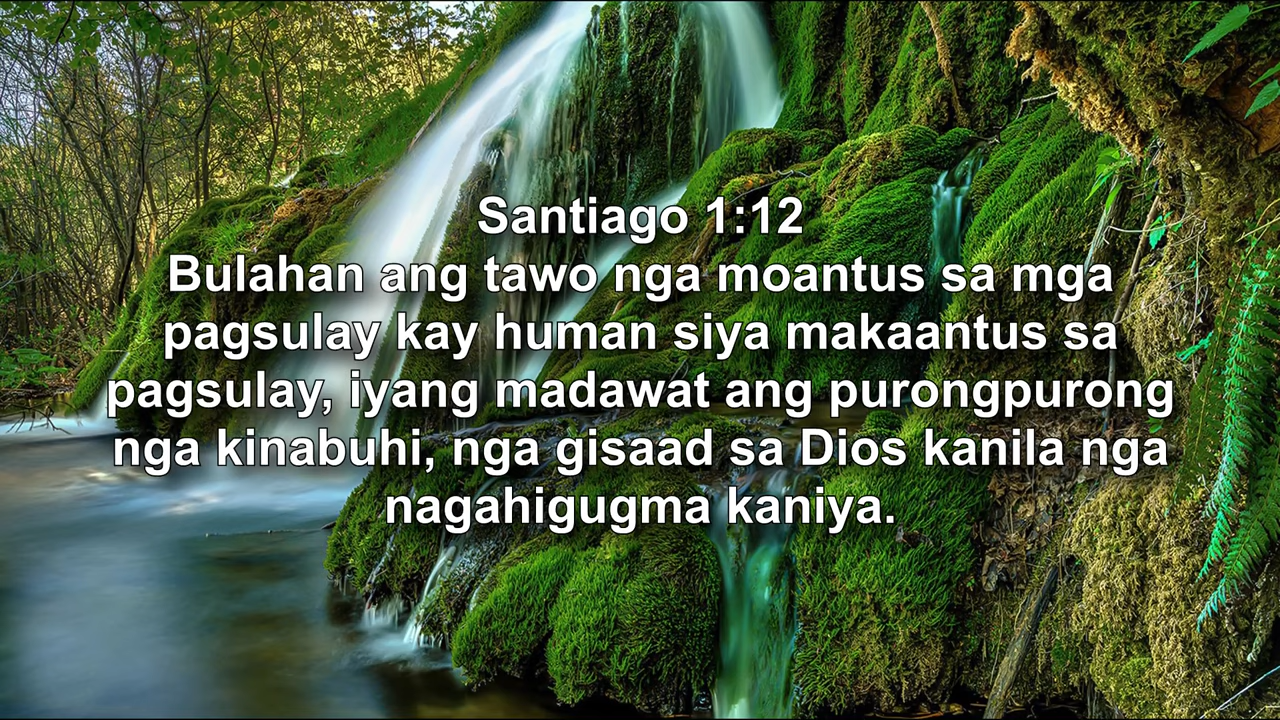 Santiago 1:12
Bulahan ang tawo nga moantus sa mga
pagsulay kay human siya makaantus sa
pagsulay, iyang madawat ang purongpurong
nga kinabuhi, nga gisaad sa Dios kanila nga
nagahigugma kaniya.